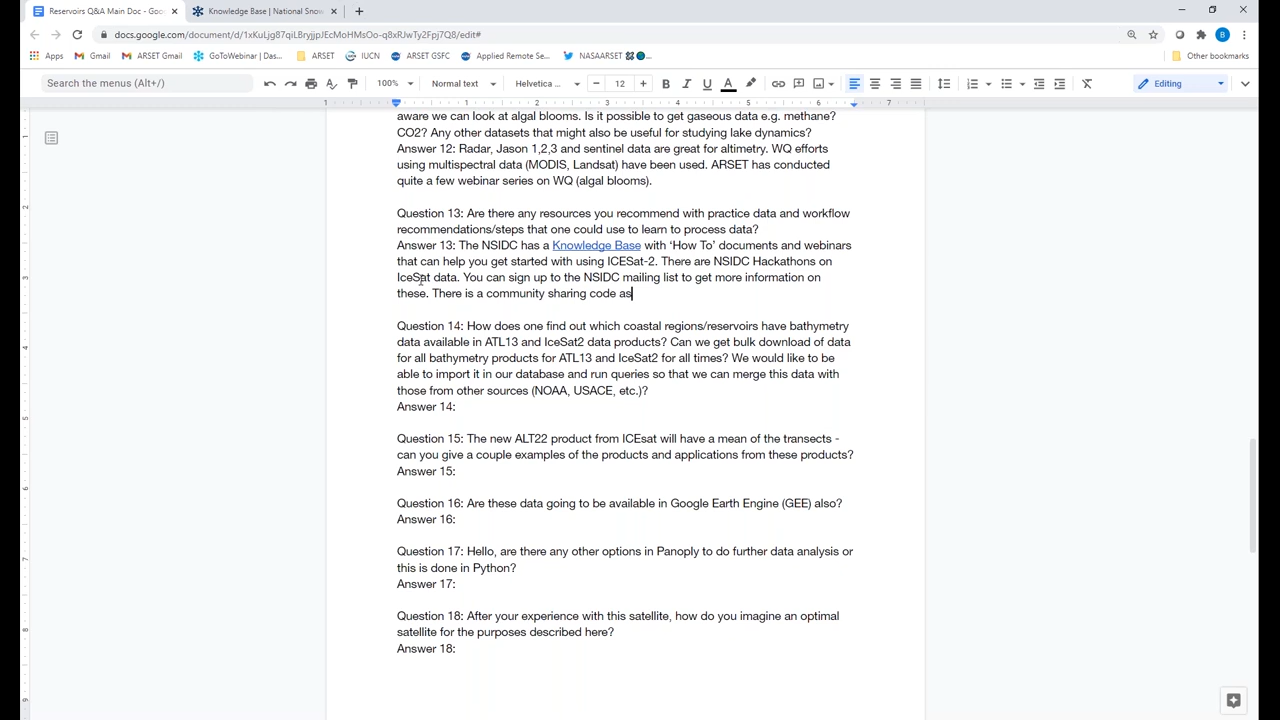 Reservoirs Q&A Main Doc - Goo
Knowledge Base | National Snow
docs.google.com/document/d/1xKuLjg87qiLBryjjpJEcMoHMsOo-q8xRJwTy2Fpj7Q8/edit#
Apps Gmail ARSET Gmail GoToWebinar | Das... ARSET IUCN ARSET GSFC Applied Remote Se... NASAARSET Other bookmarks
Search the menus (Alt+/) 100% Normal text Helvetica ... 12 Editing
1 1 2 3 4 5 6 7
aware we can look at algal blooms. Is it possible to get gaseous data e.g. methane?
CO2? Any other datasets that might also be useful for studying lake dynamics?
Answer 12: Radar, Jason 1,2,3 and sentinel data are great for altimetry. WQ efforts
using multispectral data (MODIS, Landsat) have been used. ARSET has conducted
quite a few webinar series on WQ (algal blooms).
Question 13: Are there any resources you recommend with practice data and workflow
recommendations/steps that one could use to learn to process data?
Answer 13: The NSIDC has a Knowledge Base with ‘How To’ documents and webinars
that can help you get started with using ICESat-2. There are NSIDC Hackathons on
IceSat data. You can sign up to the NSIDC mailing list to get more information on
these. There is a community sharing code as
Question 14: How does one find out which coastal regions/reservoirs have bathymetry
data available in ATL13 and IceSat2 data products? Can we get bulk download of data
for all bathymetry products for ATL13 and IceSat2 for all times? We would like to be
able to import it in our database and run queries so that we can merge this data with
those from other sources (NOAA, USACE, etc.)?
Answer 14:
Question 15: The new ALT22 product from ICEsat will have a mean of the transects -
can you give a couple examples of the products and applications from these products?
Answer 15:
Question 16: Are these data going to be available in Google Earth Engine (GEE) also?
Answer 16:
Question 17: Hello, are there any other options in Panoply to do further data analysis or
this is done in Python?
Answer 17:
Question 18: After your experience with this satellite, how do you imagine an optimal
satellite for the purposes described here?
Answer 18: